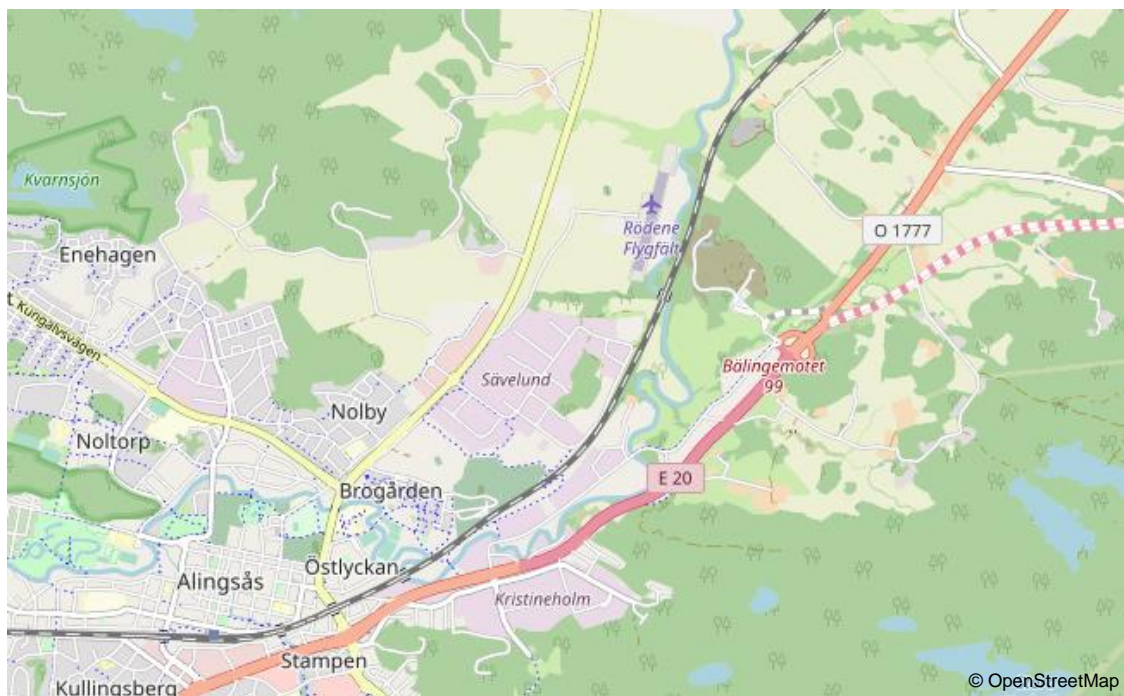 Kvarnsjön
Enehagen
t
Kungälvsvägen
Rödene
Flygfält
O 1777
Bälingemotet
99
Sävelund
Nolby
Noltorp
Brogården
E 20
Östlyckan
Alingsås
Kristineholm
Stampen
Kullingsberg
© OpenStreetMap